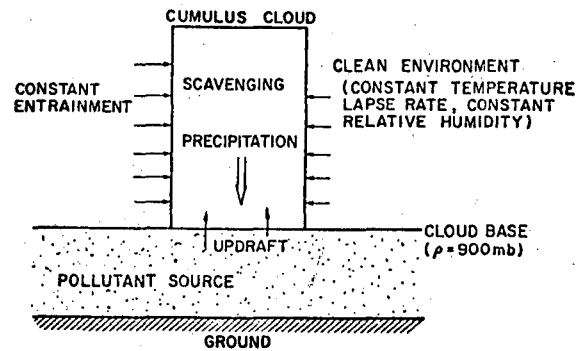 CUMULUS CLOUD
CONSTANT
ENTRAINMENT
SCAVENGING
PRECIPITATION
CLEAN ENVIRONMENT
(CONSTANT TEMPERATURE
LAPSE RATE, CONSTANT
RELATIVE HUMIDITY)
UPDRAFT
CLOUD BASE
(ρ=900mb)
POLLUTANT SOURCE
GROUND